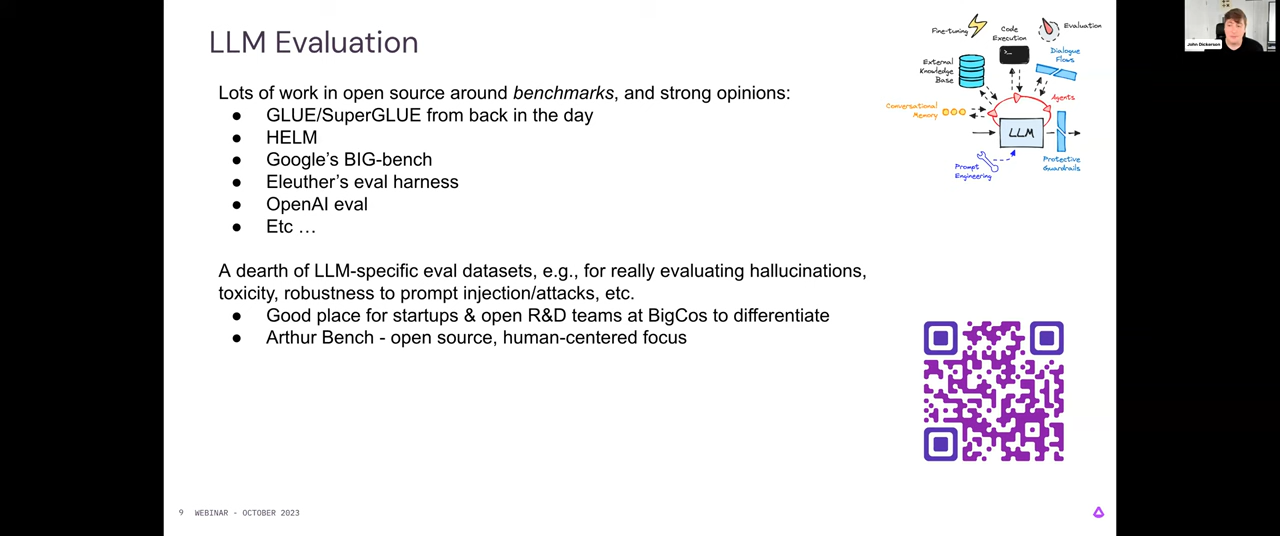 LLM Evaluation
Lots of work in open source around benchmarks, and strong opinions:
● GLUE/SuperGLUE from back in the day
● HELM
● Google's BIG-bench
● Eleuther's eval harness
● OpenAI eval
● Etc …
A dearth of LLM-specific eval datasets, e.g., for really evaluating hallucinations,
toxicity, robustness to prompt injection/attacks, etc.
● Good place for startups & open R&D teams at BigCos to differentiate
● Arthur Bench - open source, human-centered focus
Fine-tuning
Code
Execution
Evaluation
External
Knowledge
Base
Dialogue
Flows
Conversational
Memory
Agents
LLM
Prompt
Engineering
Protective
Guardrails
John Dickerson
9 WEBINAR - OCTOBER 2023